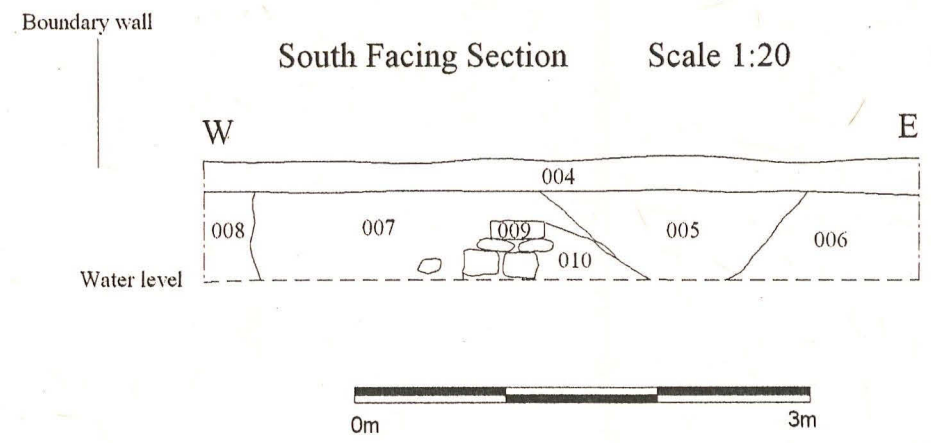 Boundary wall
South Facing Section Scale 1:20
W E
004
008 007 009 005 006
010
Water level
0m 3m